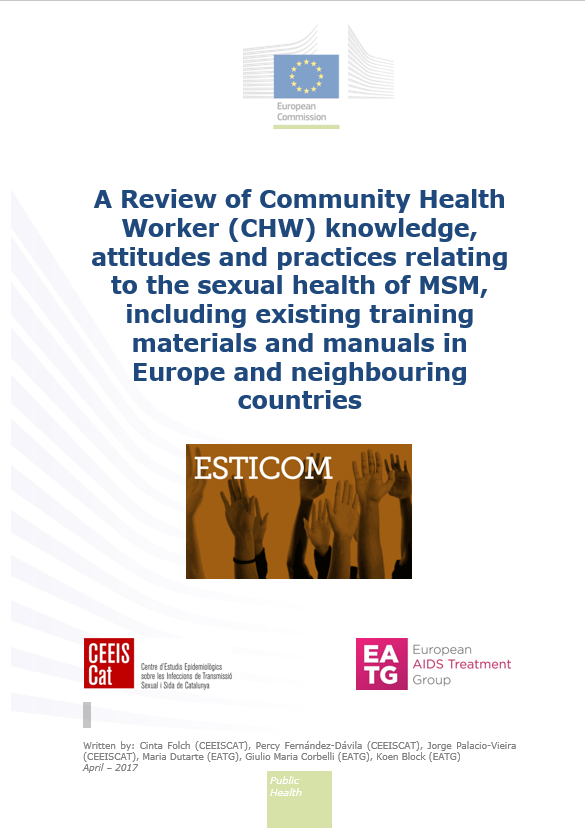 European
Commission
A Review of Community Health
Worker (CHW) knowledge,
attitudes and practices relating
to the sexual health of MSM,
including existing training
materials and manuals in
Europe and neighbouring
countries
ESTICOM
CEEIS
Cat
Centre d'Estudis Epidemiològics
sobre les Infeccions de Transmissió
Sexual i Sida de Catalunya
EA
TG
European
AIDS Treatment
Group
Written by: Cinta Folch (CEEISCAT), Percy Fernández-Dávila (CEEISCAT), Jorge Palacio-Vieira
(CEEISCAT), Maria Dutarte (EATG), Giulio Maria Corbelli (EATG), Koen Block (EATG)
April – 2017
Public
Health